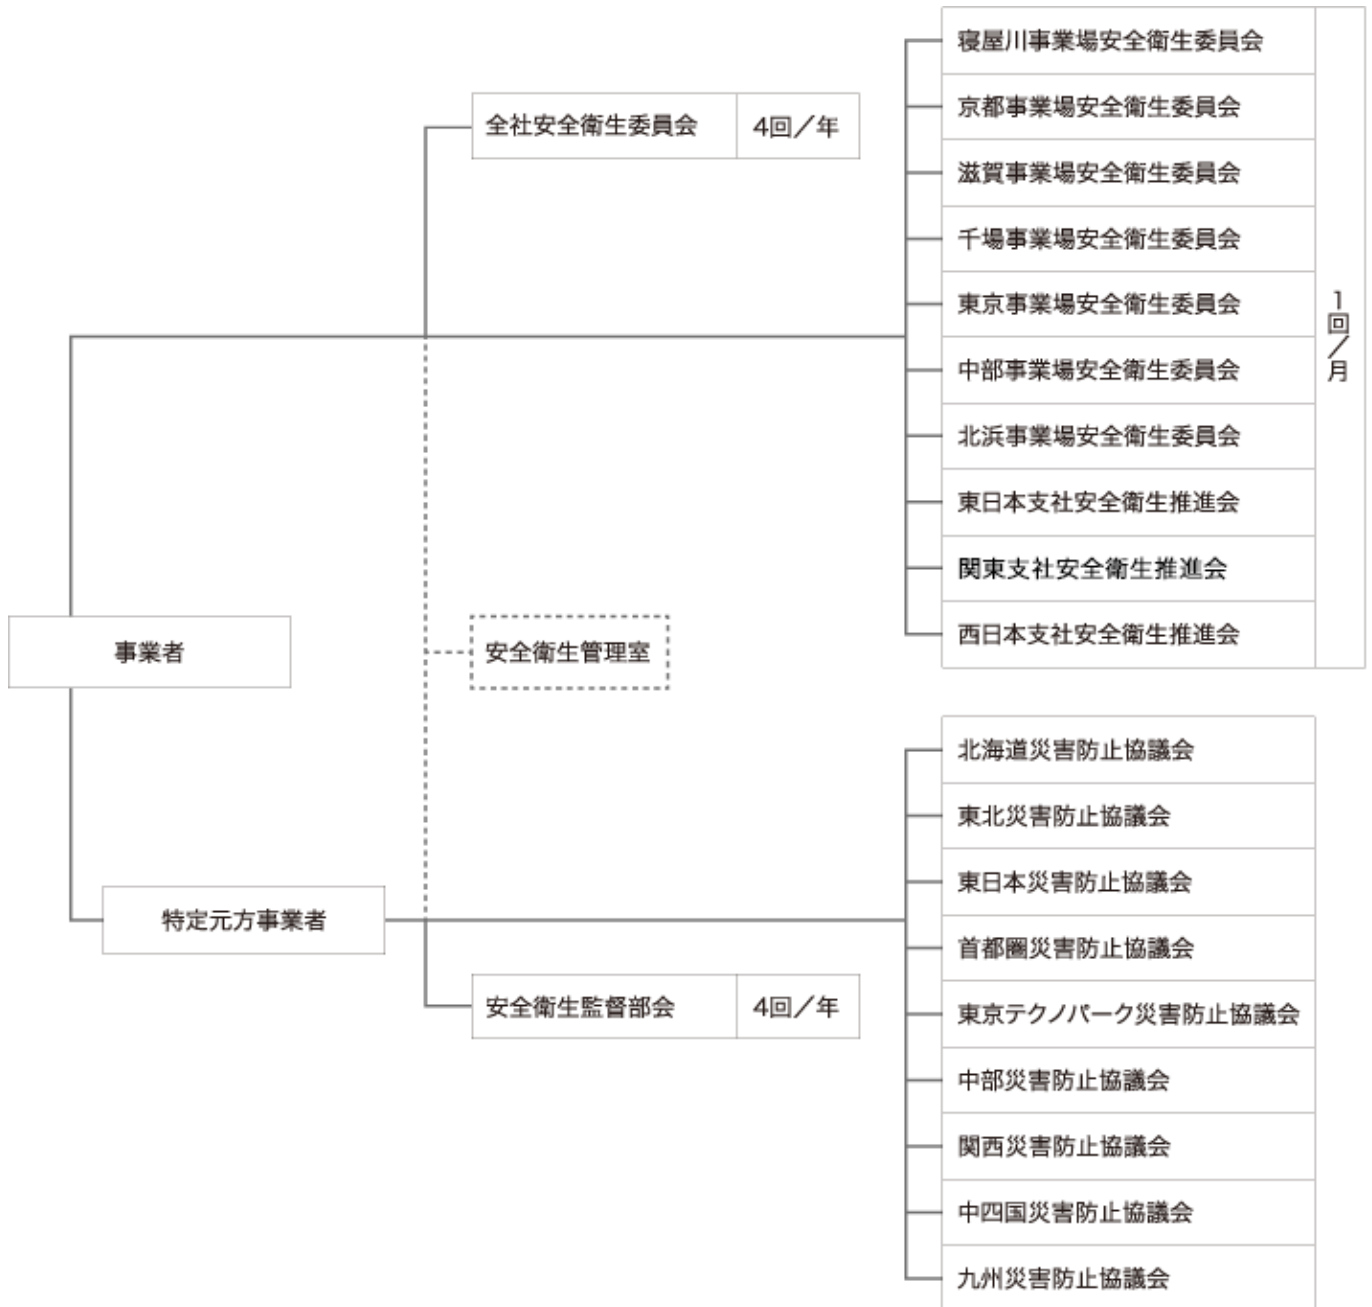 寝屋川事業場安全衛生委員会
京都事業場安全衛生委員会
滋賀事業場安全衛生委員会
千場事業場安全衛生委員会
東京事業場安全衛生委員会
中部事業場安全衛生委員会
北浜事業場安全衛生委員会
東日本支社安全衛生推進会
関東支社安全衛生推進会
西日本支社安全衛生推進会
1回／月
全社安全衛生委員会
4回／年
事業者
安全衛生管理室
特定元方事業者
安全衛生監督部会
4回／年
北海道災害防止協議会
東北災害防止協議会
東日本災害防止協議会
首都圏災害防止協議会
東京テクノパーク災害防止協議会
中部災害防止協議会
関西災害防止協議会
中四国災害防止協議会
九州災害防止協議会